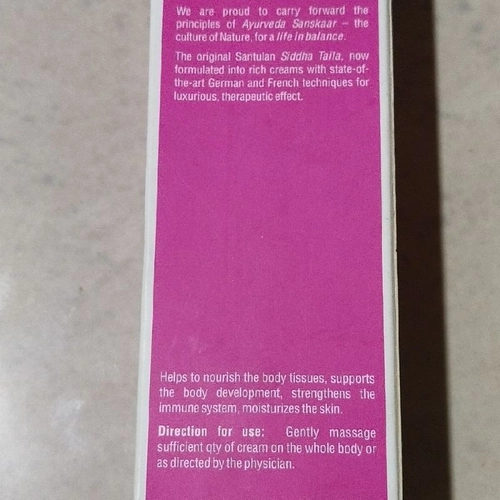 We are proud to carry forward the
principles of Ayurveda Sanskaar – the
culture of Nature, for a life in balance.
The original Santulan Siddha Taila, now
formulated into rich creams with state-of-
the-art German and French techniques for
luxurious, therapeutic effect.
Helps to nourish the body tissues, supports
the body development, strengthens the
immune system, moisturizes the skin.
Direction for use: Gently massage
sufficient qty of cream on the whole body or
as directed by the physician.